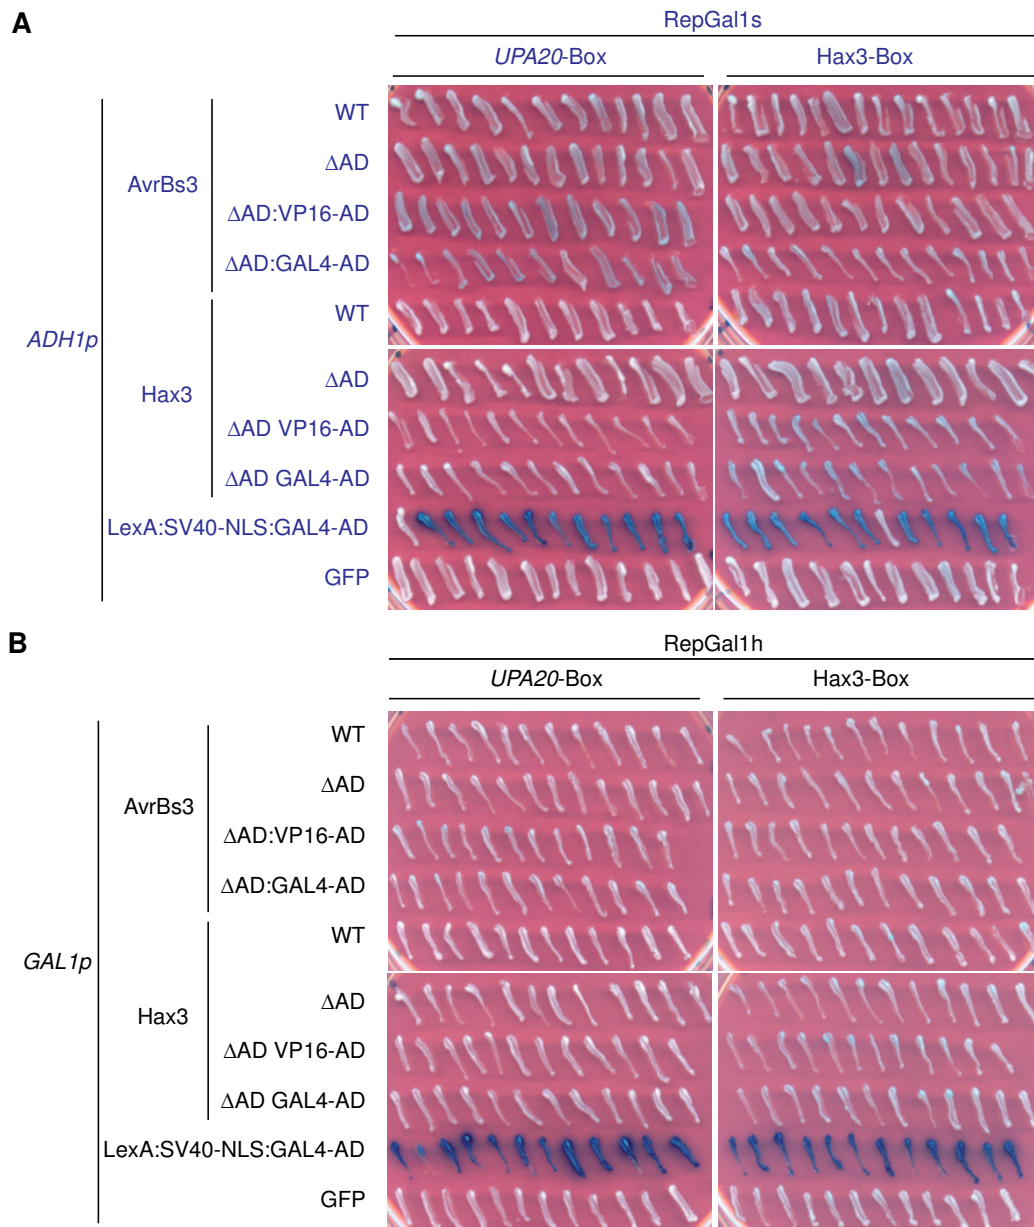 A
RepGal1s
UPA20-Box
Hax3-Box
ADH1p
AvrBs3
WT
ΔAD
ΔAD:VP16-AD
ΔAD:GAL4-AD
Hax3
WT
ΔAD
ΔAD VP16-AD
ΔAD GAL4-AD
LexA:SV40-NLS:GAL4-AD
GFP
B
RepGal1h
UPA20-Box
Hax3-Box
GAL1p
AvrBs3
WT
ΔAD
ΔAD:VP16-AD
ΔAD:GAL4-AD
Hax3
WT
ΔAD
ΔAD VP16-AD
ΔAD GAL4-AD
LexA:SV40-NLS:GAL4-AD
GFP